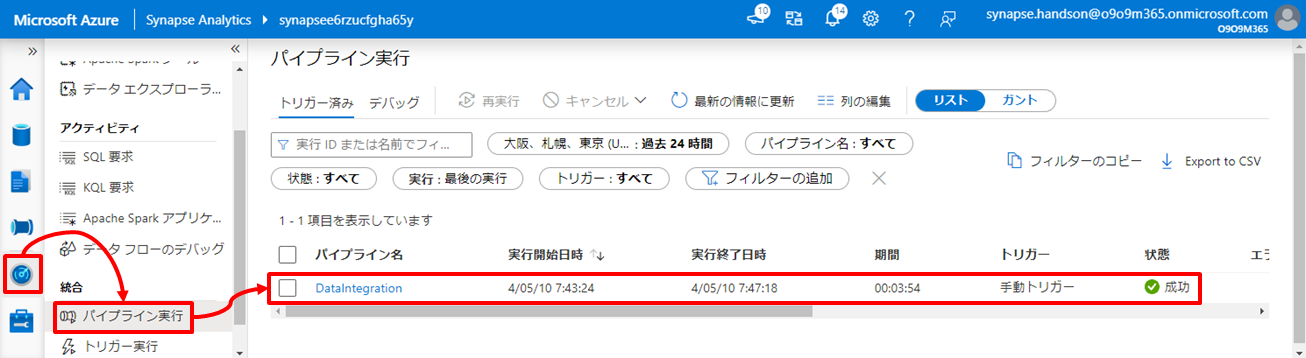 Microsoft Azure Synapse Analytics ▸ synapsee6rzucfgha65y 10 14 synapse.handson@o9o9m365.onmicrosoft.com
O9O9M365
データ エクスプローラ...
アクティビティ
SQL 要求
KQL 要求
Apache Spark アプリケ...
データ フローのデバッグ
統合
パイプライン実行
トリガー実行
パイプライン実行
トリガー済み デバッグ 再実行 キャンセル 最新の情報に更新 列の編集 リスト ガント
実行 ID または名前でフィ... 大阪、札幌、東京 (U... : 過去 24 時間 パイプライン名 : すべて
フィルターのコピー Export to CSV
状態 : すべて 実行 : 最後の実行 トリガー : すべて フィルターの追加
1 - 1 項目を表示しています
パイプライン名 実行開始日時 ↑↓ 実行終了日時 期間 トリガー 状態 エラ
DataIntegration 4/05/10 7:43:24 4/05/10 7:47:18 00:03:54 手動トリガー 成功